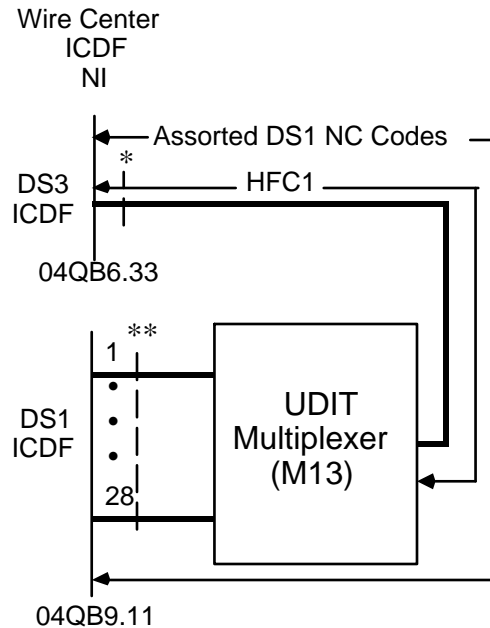 Wire Center
ICDF
NI
Assorted DS1 NC Codes
*
HFC1
DS3
ICDF
04QB6.33
**
1
DS1
ICDF
28
UDIT
Multiplexer
(M13)
04QB9.11